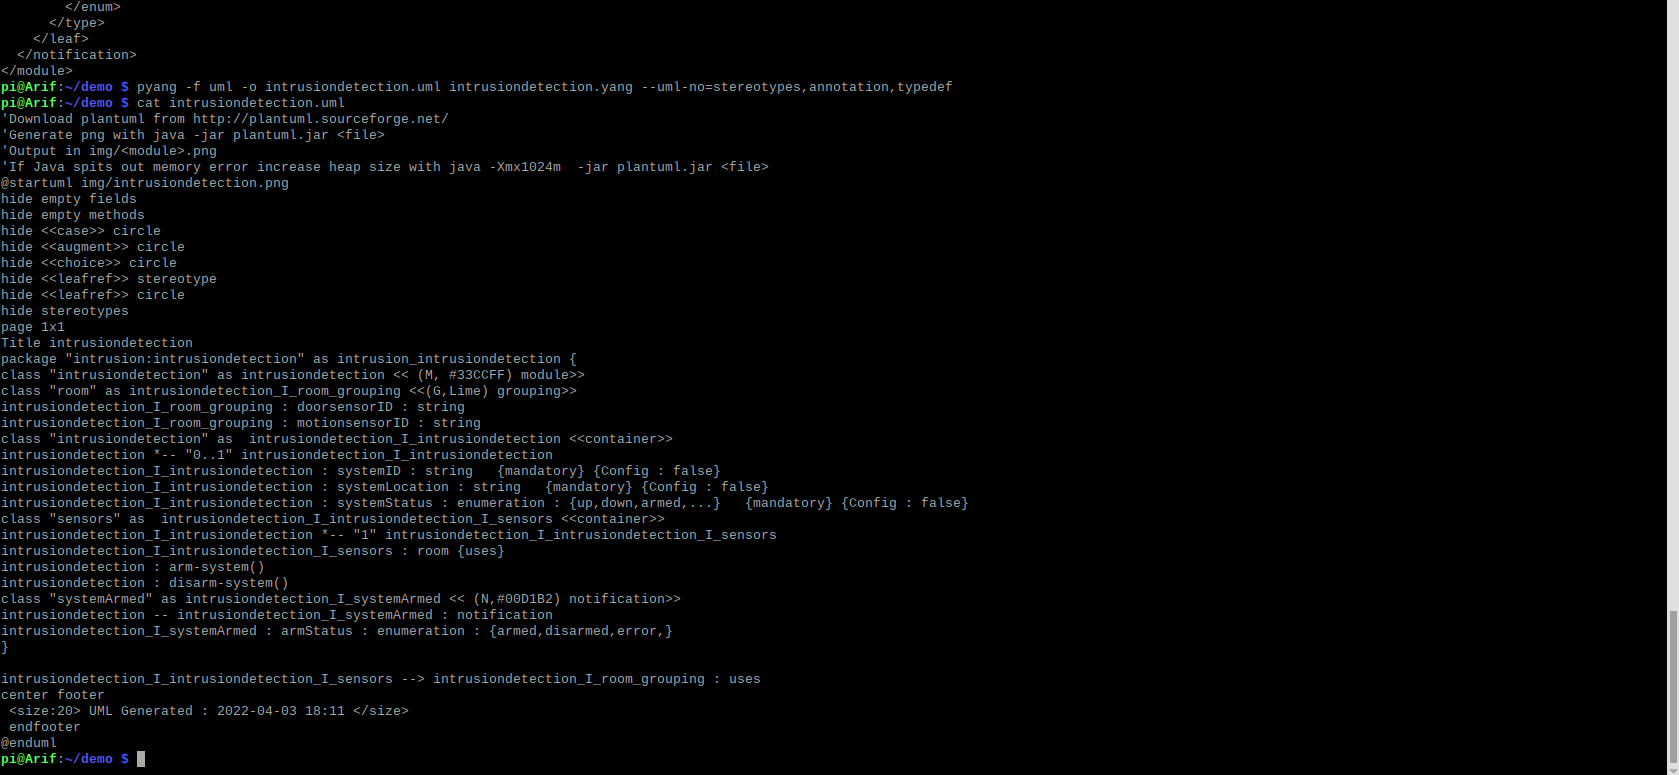 </enum>
      </type>
    </leaf>
  </notification>
</module>
pi@Arif:~/demo $ pyang -f uml -o intrusiondetection.uml intrusiondetection.yang --uml-no=stereotypes,annotation,typedef
pi@Arif:~/demo $ cat intrusiondetection.uml
'Download plantuml from http://plantuml.sourceforge.net/
'Generate png with java -jar plantuml.jar <file>
'Output in img/<module>.png
'If Java spits out memory error increase heap size with java -Xmx1024m  -jar plantuml.jar <file>
@startuml img/intrusiondetection.png
hide empty fields
hide empty methods
hide <<case>> circle
hide <<augment>> circle
hide <<choice>> circle
hide <<leafref>> stereotype
hide <<leafref>> circle
hide stereotypes
page 1x1
Title intrusiondetection
package "intrusion:intrusiondetection" as intrusion_intrusiondetection {
class "intrusiondetection" as intrusiondetection << (M, #33CCFF) module>>
class "room" as intrusiondetection_I_room_grouping <<(G,Lime) grouping>>
intrusiondetection_I_room_grouping : doorsensorID : string
intrusiondetection_I_room_grouping : motionsensorID : string
class "intrusiondetection" as  intrusiondetection_I_intrusiondetection <<container>>
intrusiondetection *-- "0..1" intrusiondetection_I_intrusiondetection
intrusiondetection_I_intrusiondetection : systemID : string   {mandatory} {Config : false}
intrusiondetection_I_intrusiondetection : systemLocation : string   {mandatory} {Config : false}
intrusiondetection_I_intrusiondetection : systemStatus : enumeration : {up,down,armed,...}   {mandatory} {Config : false}
class "sensors" as  intrusiondetection_I_intrusiondetection_I_sensors <<container>>
intrusiondetection_I_intrusiondetection *-- "1" intrusiondetection_I_intrusiondetection_I_sensors
intrusiondetection_I_intrusiondetection_I_sensors : room {uses}
intrusiondetection : arm-system()
intrusiondetection : disarm-system()
class "systemArmed" as intrusiondetection_I_systemArmed << (N,#00D1B2) notification>>
intrusiondetection -- intrusiondetection_I_systemArmed : notification
intrusiondetection_I_systemArmed : armStatus : enumeration : {armed,disarmed,error,}
}
intrusiondetection_I_intrusiondetection_I_sensors --> intrusiondetection_I_room_grouping : uses
center footer
 <size:20> UML Generated : 2022-04-03 18:11 </size>
 endfooter
@enduml
pi@Arif:~/demo $